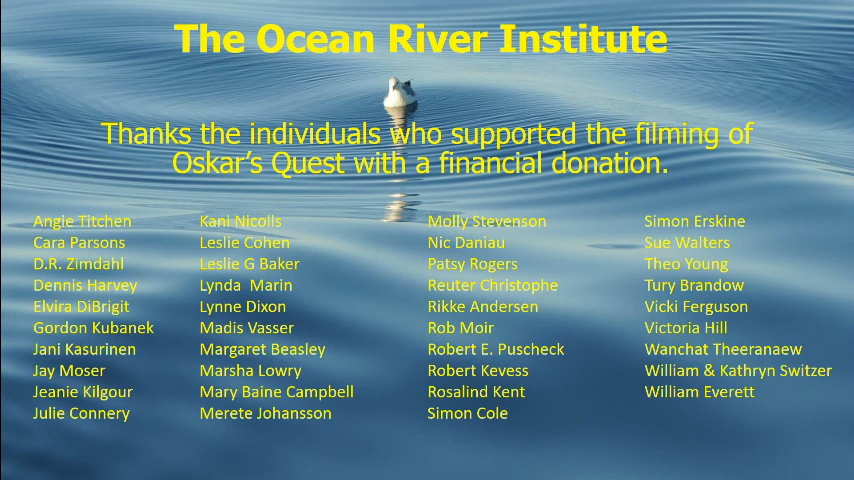 The Ocean River Institute
Thanks the individuals who supported the filming of
Oskar's Quest with a financial donation.
Angie Titchen
Cara Parsons
D.R. Zimdahl
Dennis Harvey
Elvira DiBrigit
Gordon Kubanek
Jani Kasurinen
Jay Moser
Jeanie Kilgour
Julie Connery
Kani Nicolls
Leslie Cohen
Leslie G Baker
Lynda  Marin
Lynne Dixon
Madis Vasser
Margaret Beasley
Marsha Lowry
Mary Baine Campbell
Merete Johansson
Molly Stevenson
Nic Daniau
Patsy Rogers
Reuter Christophe
Rikke Andersen
Rob Moir
Robert E. Puscheck
Robert Kevess
Rosalind Kent
Simon Cole
Simon Erskine
Sue Walters
Theo Young
Tury Brandow
Vicki Ferguson
Victoria Hill
Wanchat Theeranaew
William & Kathryn Switzer
William Everett